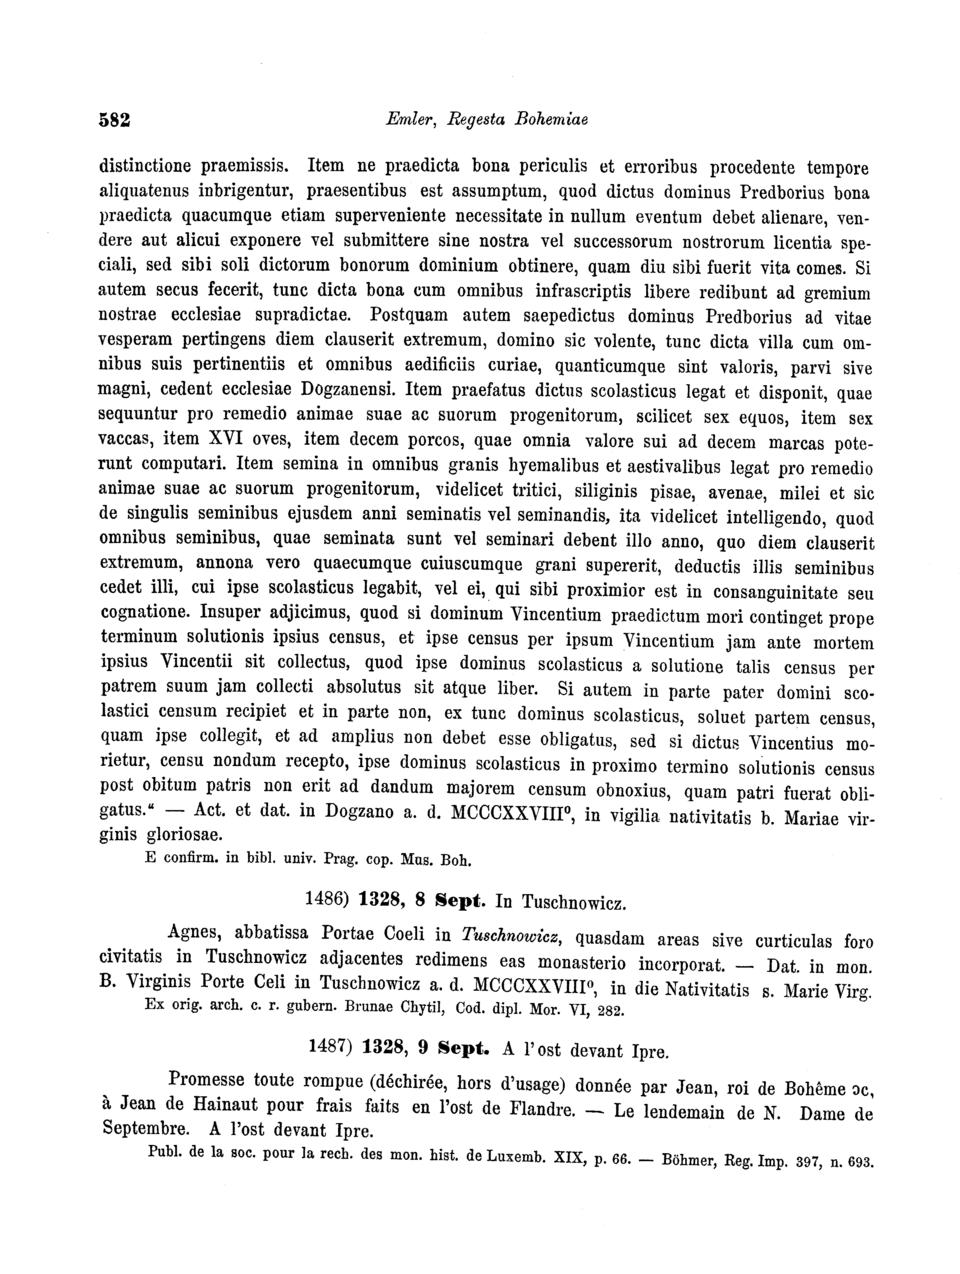 582 Emler, Regesta Bohemiae
distinctione praemissis. Item ne praedicta bona periculis et erroribus procedente tempore
aliquatenus inbrigentur, praesentibus est assumptum, quod dictus dominus Predborius bona
praedicta quacumque etiam superveniente necessitate in nullum eventum debet alienare, ven-
dere aut alicui exponere vel submittere sine nostra vel successorum nostrorum licentia spe-
ciali, sed sibi soli dictorum bonorum dominium obtinere, quam diu sibi fuerit vita comes. Si
autem secus fecerit, tunc dicta bona cum omnibus infrascriptis libere redibunt ad gremium
nostrae ecclesiae supradictae. Postquam autem saepedictus dominus Predborius ad vitae
vesperam pertingens diem clauserit extremum, domino sic volente, tunc dicta villa cum om-
nibus suis pertinentiis et omnibus aedificiis curiae, quanticumque sint valoris, parvi sive
magni, cedent ecclesiae Dogzanensi. Item praefatus dictus scolasticus legat et disponit, quae
sequuntur pro remedio animae suae ac suorum progenitorum, scilicet sex equos, item sex
vaccas, item XVI oves, item decem porcos, quae omnia valore sui ad decem marcas pote-
runt computari. Item semina in omnibus granis hyemalibus et aestivalibus legat pro remedio
animae suae ac suorum progenitorum, videlicet tritici, siliginis pisae, avenae, milei et sic
de singulis seminibus ejusdem anni seminatis vel seminandis, ita videlicet intelligendo, quod
omnibus seminibus, quae seminata sunt vel seminari debent illo anno, quo diem clauserit
extremum, annona vero quaecumque cuiuscumque grani supererit, deductis illis seminibus
cedet illi, cui ipse scolasticus legabit, vel ei, qui sibi proximior est in consanguinitate seu
cognatione. Insuper adjicimus, quod si dominum Vincentium praedictum mori continget prope
terminum solutionis ipsius census, et ipse census per ipsum Vincentium jam ante mortem
ipsius Vincentii sit collectus, quod ipse dominus scolasticus a solutione talis census per
patrem suum jam collecti absolutus sit atque liber. Si autem in parte pater domini sco-
lastici censum recipiet et in parte non, ex tunc dominus scolasticus, soluet partem census,
quam ipse collegit, et ad amplius non debet esse obligatus, sed si dictus Vincentius mo-
rietur, censu nondum recepto, ipse dominus scolasticus in proximo termino solutionis census
post obitum patris non erit ad dandum majorem censum obnoxius, quam patri fuerat obli-
gatus.“ — Act. et dat. in Dogzano a. d. MCCCXXVIII⁰, in vigilia nativitatis b. Mariae vir-
ginis gloriosae.
E confirm. in bibl. univ. Prag. cop. Mus. Boh.
1486) 1328, 8 Sept. In Tuschnowicz.
Agnes, abbatissa Portae Coeli in Tuschnowicz, quasdam areas sive curticulas foro
civitatis in Tuschnowicz adjacentes redimens eas monasterio incorporat. — Dat. in mon.
B. Virginis Porte Celi in Tuschnowicz a. d. MCCCXXVIII⁰, in die Nativitatis s. Marie Virg.
Ex orig. arch. c. r. gubern. Brunae Chytil, Cod. dipl. Mor. VI, 282.
1487) 1328, 9 Sept. A l'ost devant Ipre.
Promesse toute rompue (déchirée, hors d'usage) donnée par Jean, roi de Bohême ɔc,
à Jean de Hainaut pour frais faits en l'ost de Flandre. — Le lendemain de N. Dame de
Septembre. A l'ost devant Ipre.
Publ. de la soc. pour la rech. des mon. hist. de Luxemb. XIX, p. 66. — Böhmer, Reg. Imp. 397, n. 693.